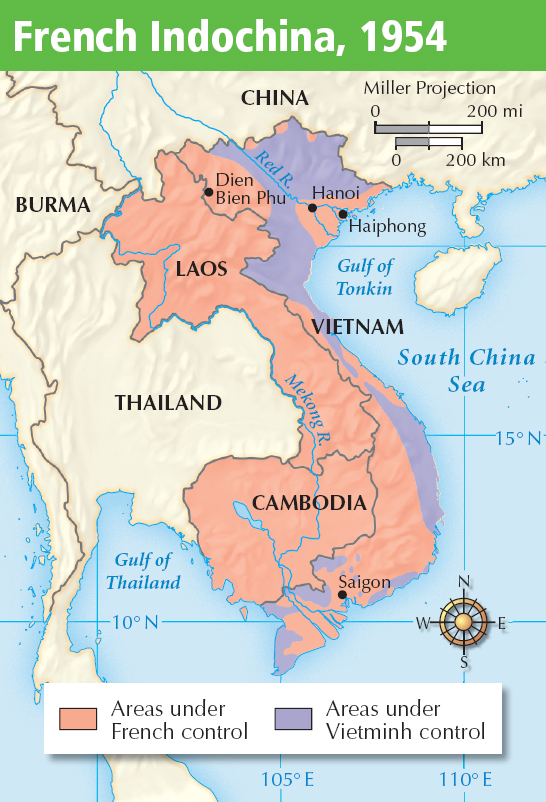 French Indochina, 1954
Miller Projection
0 200 mi
0 200 km
CHINA
Red R.
Dien
Bien Phu
Hanoi
BURMA
Haiphong
LAOS
Gulf of
Tonkin
VIETNAM
South China
Sea
Mekong R.
THAILAND
15°N
CAMBODIA
Gulf of
Thailand
Saigon
N
10°N
W E
S
Areas under
French control
Areas under
Vietminh control
105°E
110°E